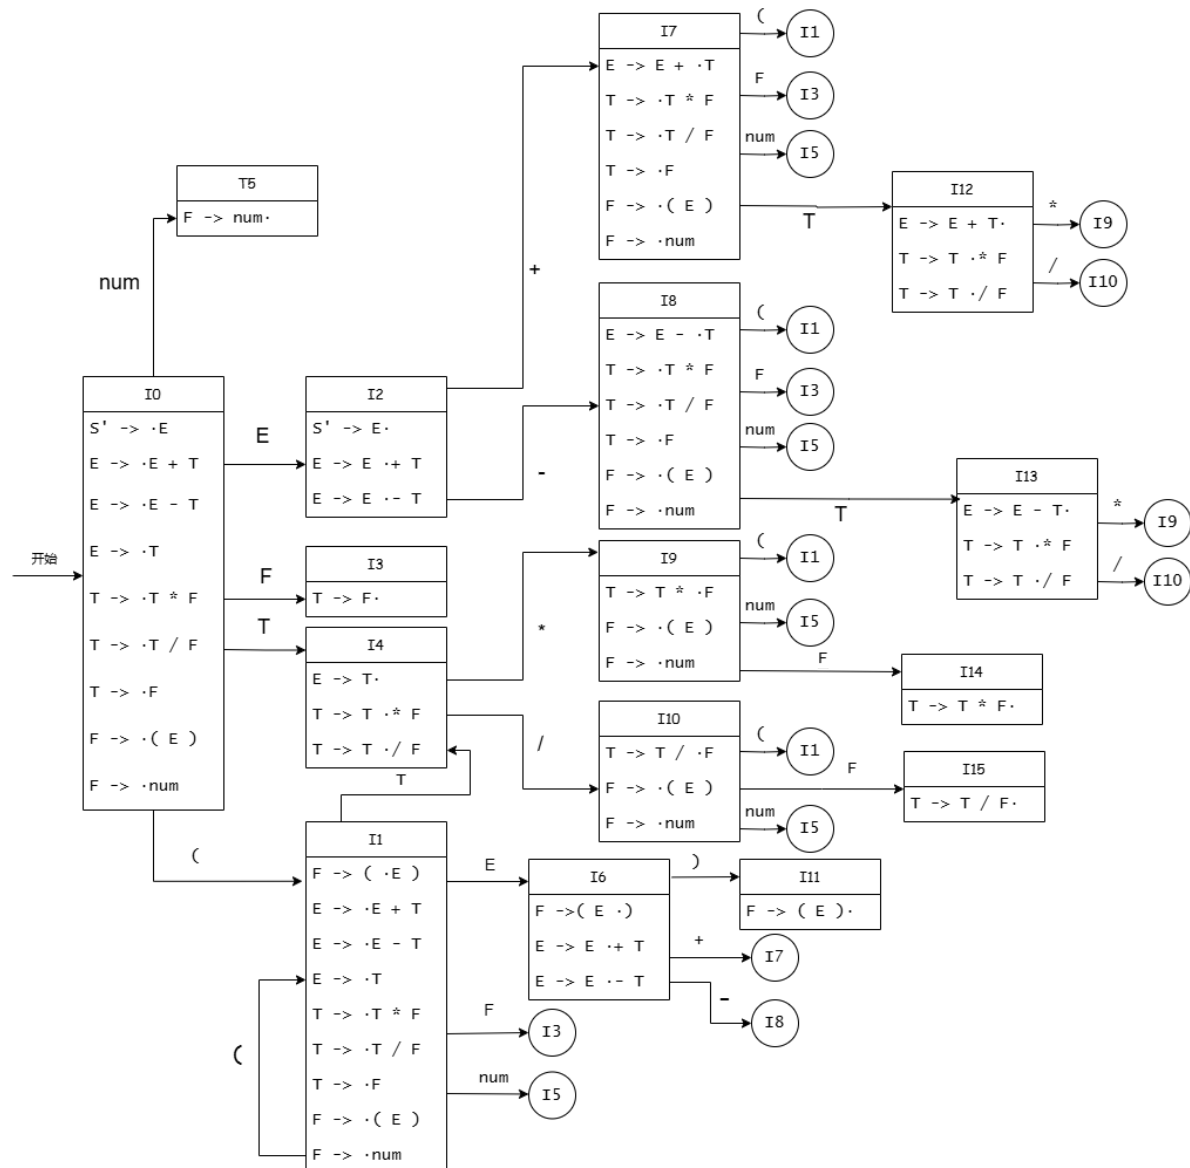 I7
E -> E + ·T
T -> ·T * F
T -> ·T / F
T -> ·F
F -> ·( E )
F -> ·num
(
I1
F
I3
num
I5
T
I12
E -> E + T·
T -> T ·* F
T -> T ·/ F
*
I9
/
I10
T5
F -> num·
num
+
I8
E -> E - ·T
T -> ·T * F
T -> ·T / F
T -> ·F
F -> ·( E )
F -> ·num
(
I1
F
I3
num
I5
T
I13
E -> E - T·
T -> T ·* F
T -> T ·/ F
*
I9
/
I10
开始
I0
S' -> ·E
E -> ·E + T
E -> ·E - T
E -> ·T
T -> ·T * F
T -> ·T / F
T -> ·F
F -> ·( E )
F -> ·num
E
I2
S' -> E·
E -> E ·+ T
E -> E ·- T
-
F
I3
T -> F·
T
I4
E -> T·
T -> T ·* F
T -> T ·/ F
*
/
T
I9
T -> T * ·F
F -> ·( E )
F -> ·num
(
I1
num
I5
F
I14
T -> T * F·
I10
T -> T / ·F
F -> ·( E )
F -> ·num
(
I1
F
num
I5
I15
T -> T / F·
(
I1
F -> ( ·E )
E -> ·E + T
E -> ·E - T
E -> ·T
T -> ·T * F
T -> ·T / F
T -> ·F
F -> ·( E )
F -> ·num
(
E
I6
F ->( E ·)
E -> E ·+ T
E -> E ·- T
)
I11
F -> ( E )·
+
I7
-
I8
F
I3
num
I5